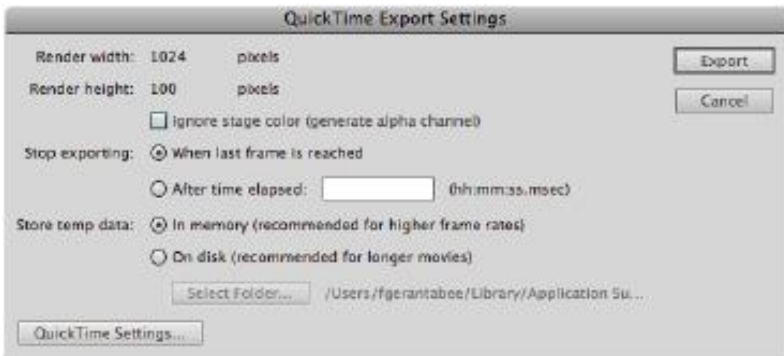 QuickTime Export Settings
Render width: 1024 pixels
Export
Render height: 100 pixels
Cancel
Ignore stage color (generate alpha channel)
Stop exporting: When last frame is reached
After time elapsed: (hh:mm:ss.msec)
Store temp data: In memory (recommended for higher frame rates)
On disk (recommended for longer movies)
Select Folder... /Users/fgerantabee/Library/Application Su...
QuickTime Settings...